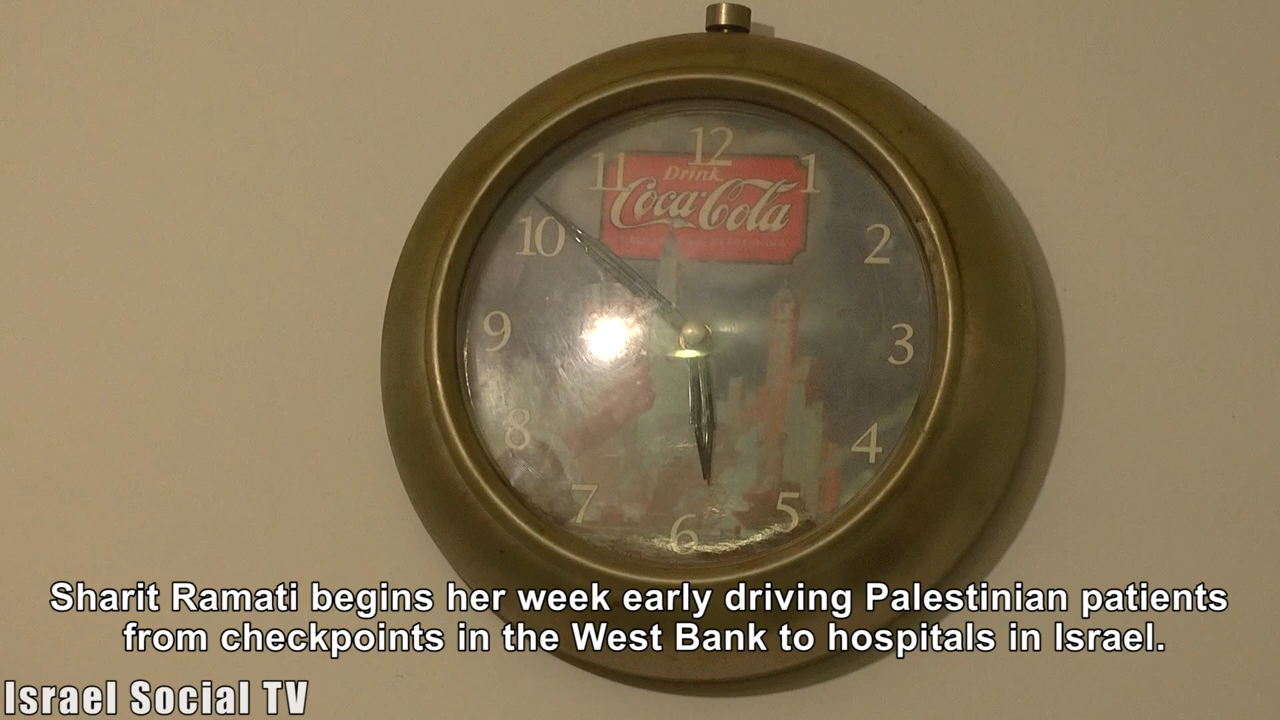 12
11
1
Drink
Coca-Cola
10
2
9
3
8
4
7
5
6
Sharit Ramati begins her week early driving Palestinian patients
from checkpoints in the West Bank to hospitals in Israel.
Israel Social TV